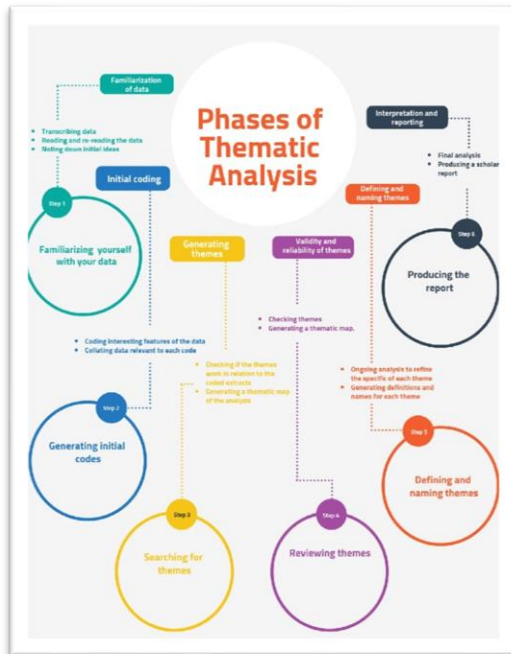 Phases of
Thematic
Analysis
Familiarization
of data
Transcribing data
Reading and re-reading the data
Noting down initial ideas
Step 1
Familiarizing yourself
with your data
Initial coding
Coding interesting features of the data
Collating data relevant to each code
Step 2
Generating initial
codes
Generating
themes
Checking if the themes
work in relation to the
coded extracts
Generating a thematic map
of the analysis
Step 3
Searching for
themes
Validity and
reliability of themes
Checking themes
Generating a thematic map.
Step 4
Reviewing themes
Defining and
naming themes
Ongoing analysis to refine
the specific of each theme
Generating definitions and
names for each theme
Step 5
Defining and
naming themes
Interpretation and
reporting
Final analysis
Producing a scholar
report
Step 6
Producing the
report